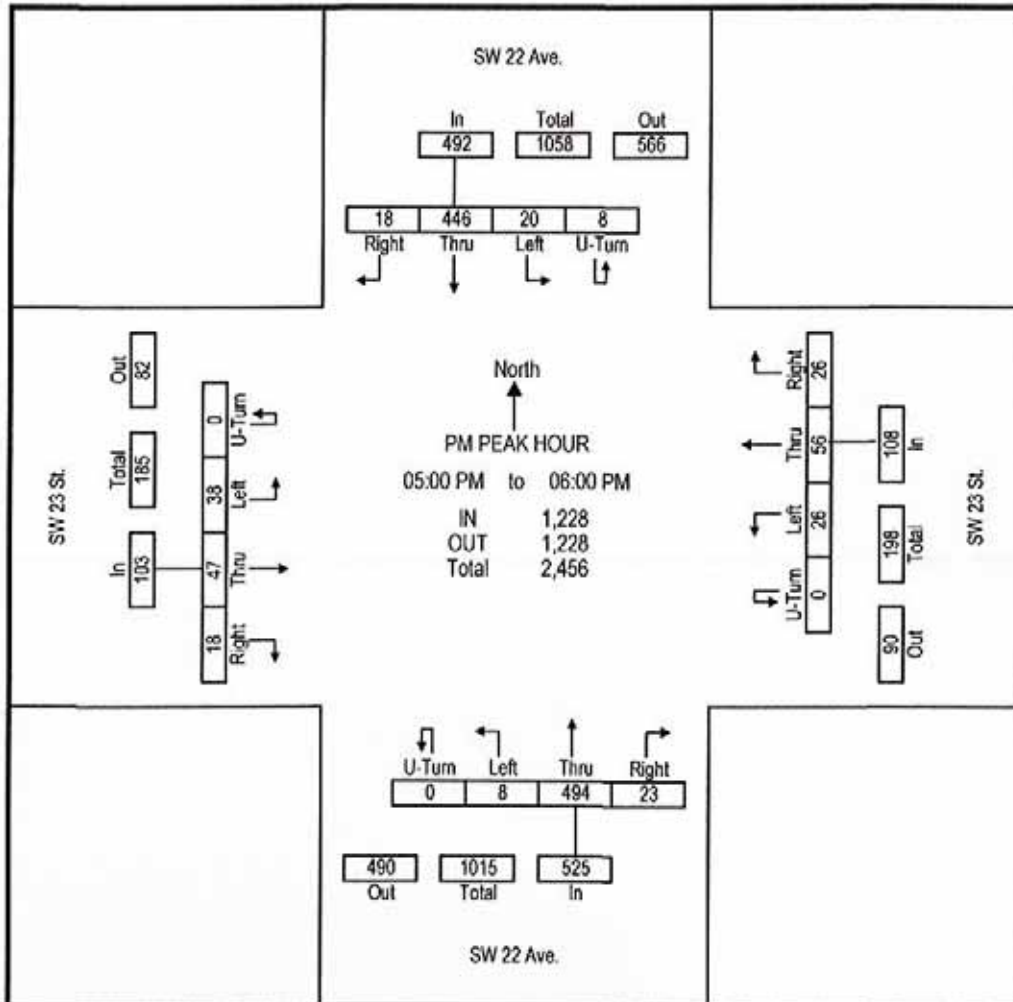 SW 22 Ave.
In Total Out
492 1058 566
18 446 20 8
Right Thru Left U-Turn
SW 23 St.
Out 82
Total 185
In 103
0 U-Turn
38 Left
47 Thru
18 Right
North
PM PEAK HOUR
05:00 PM to 06:00 PM
IN 1,228
OUT 1,228
Total 2,456
Right 26
Thru 56
Left 26
U-Turn 0
108 In
198 Total
90 Out
SW 23 St.
U-Turn Left Thru Right
0 8 494 23
490 1015 525
Out Total In
SW 22 Ave.